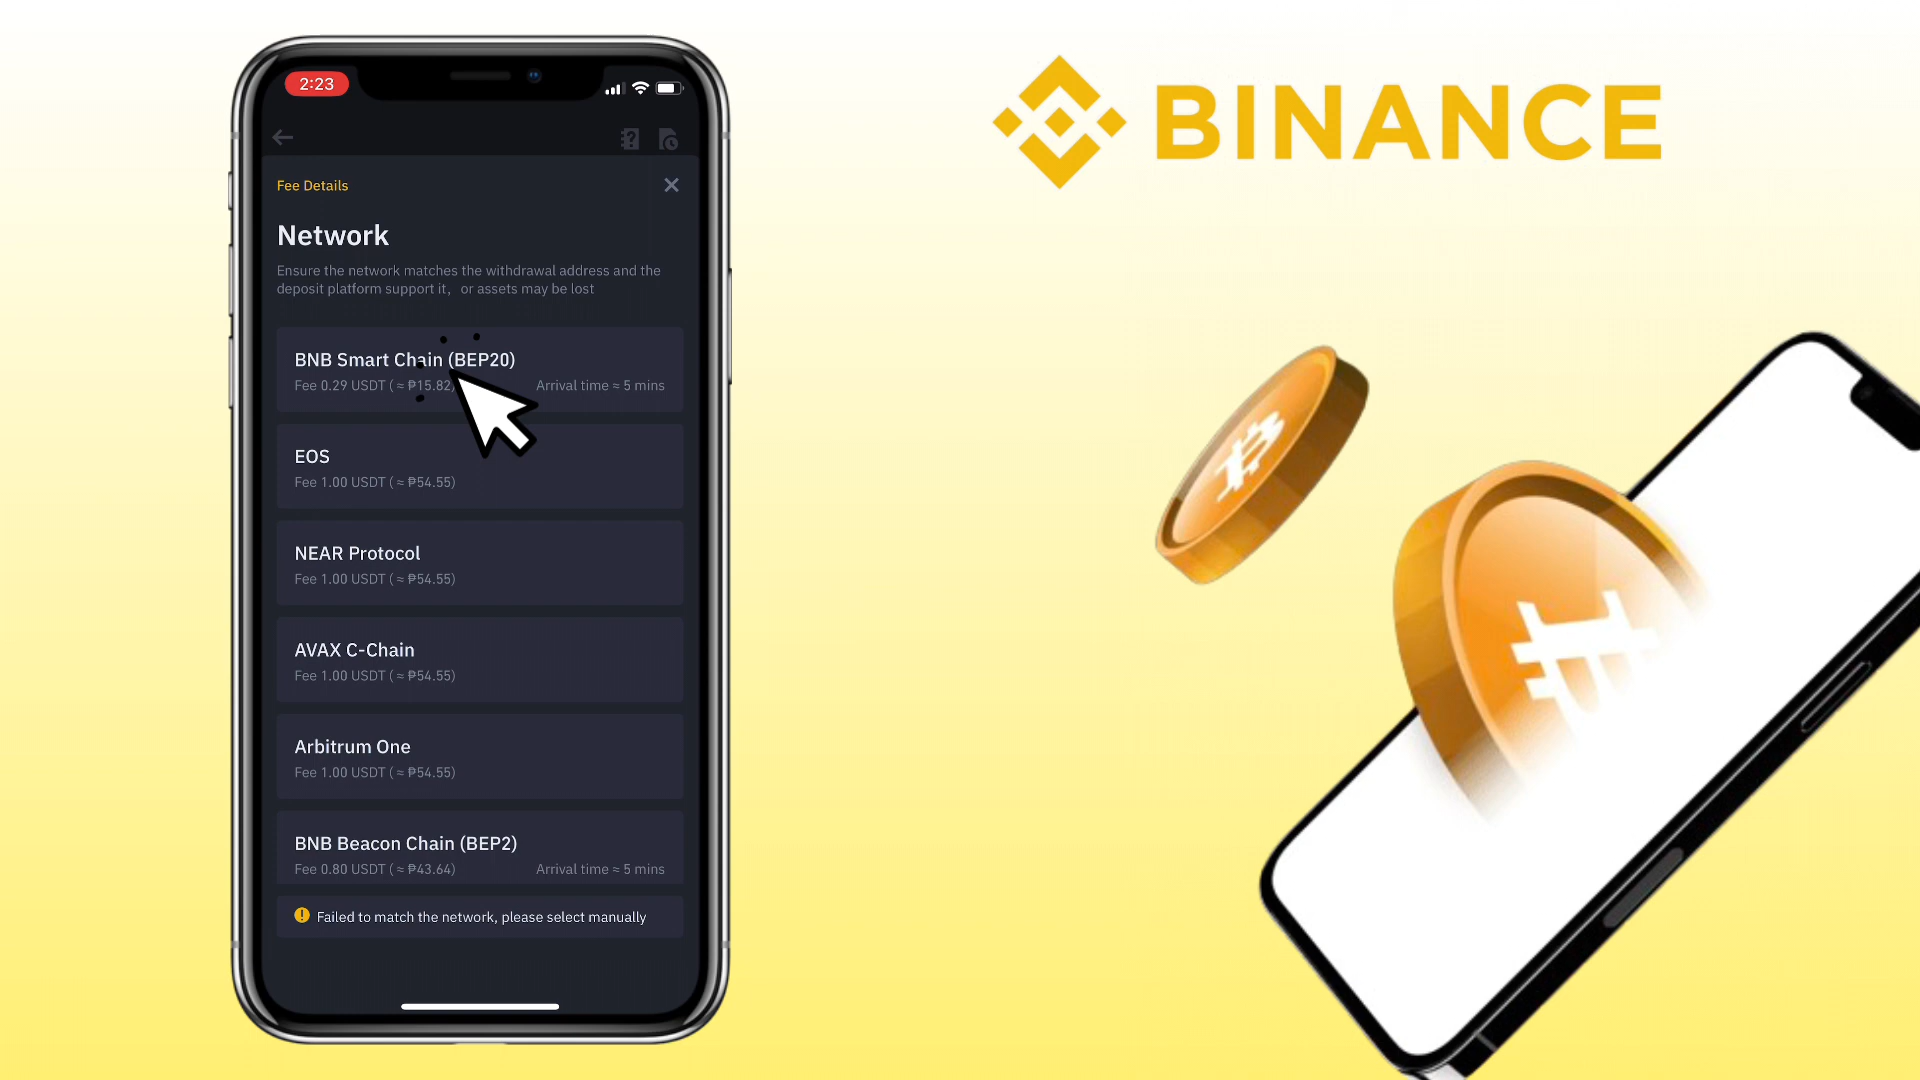 2:23
BINANCE
Fee Details
Network
Ensure the network matches the withdrawal address and the
deposit platform support it, or assets may be lost
BNB Smart Chain (BEP20)
Fee 0.29 USDT (≈ ₱15.82) Arrival time ≈ 5 mins
EOS
Fee 1.00 USDT (≈ ₱54.55)
NEAR Protocol
Fee 1.00 USDT (≈ ₱54.55)
AVAX C-Chain
Fee 1.00 USDT (≈ ₱54.55)
Arbitrum One
Fee 1.00 USDT (≈ ₱54.55)
BNB Beacon Chain (BEP2)
Fee 0.80 USDT (≈ ₱43.64) Arrival time ≈ 5 mins
Failed to match the network, please select manually